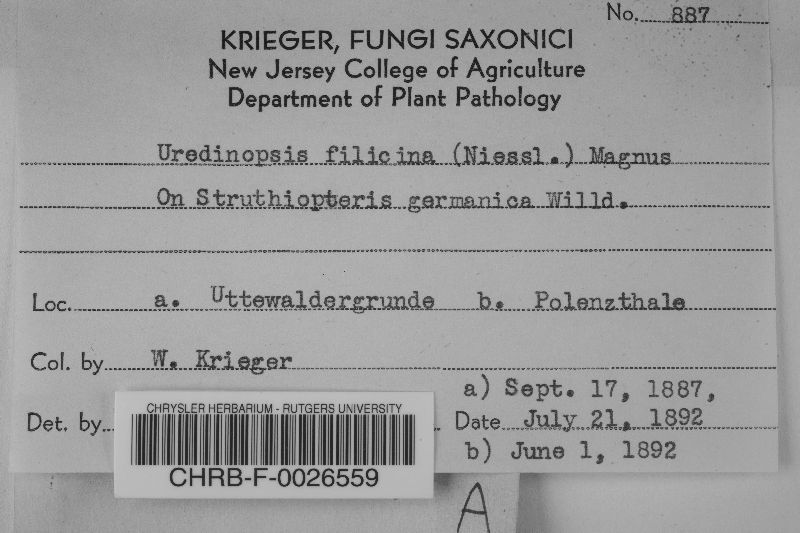 No. 887
KRIEGER, FUNGI SAXONICI
New Jersey College of Agriculture
Department of Plant Pathology
Uredinopsis filicina (Niessl.) Magnus
On Struthiopteris germanica Willd.
Loc. a. Uttewaldergrunde b. Polenzthale
Col. by W. Krieger
a) Sept. 17, 1887,
Det. by Date July 21, 1892
b) June 1, 1892
CHRYSLER HERBARIUM - RUTGERS UNIVERSITY
CHRB-F-0026559
A